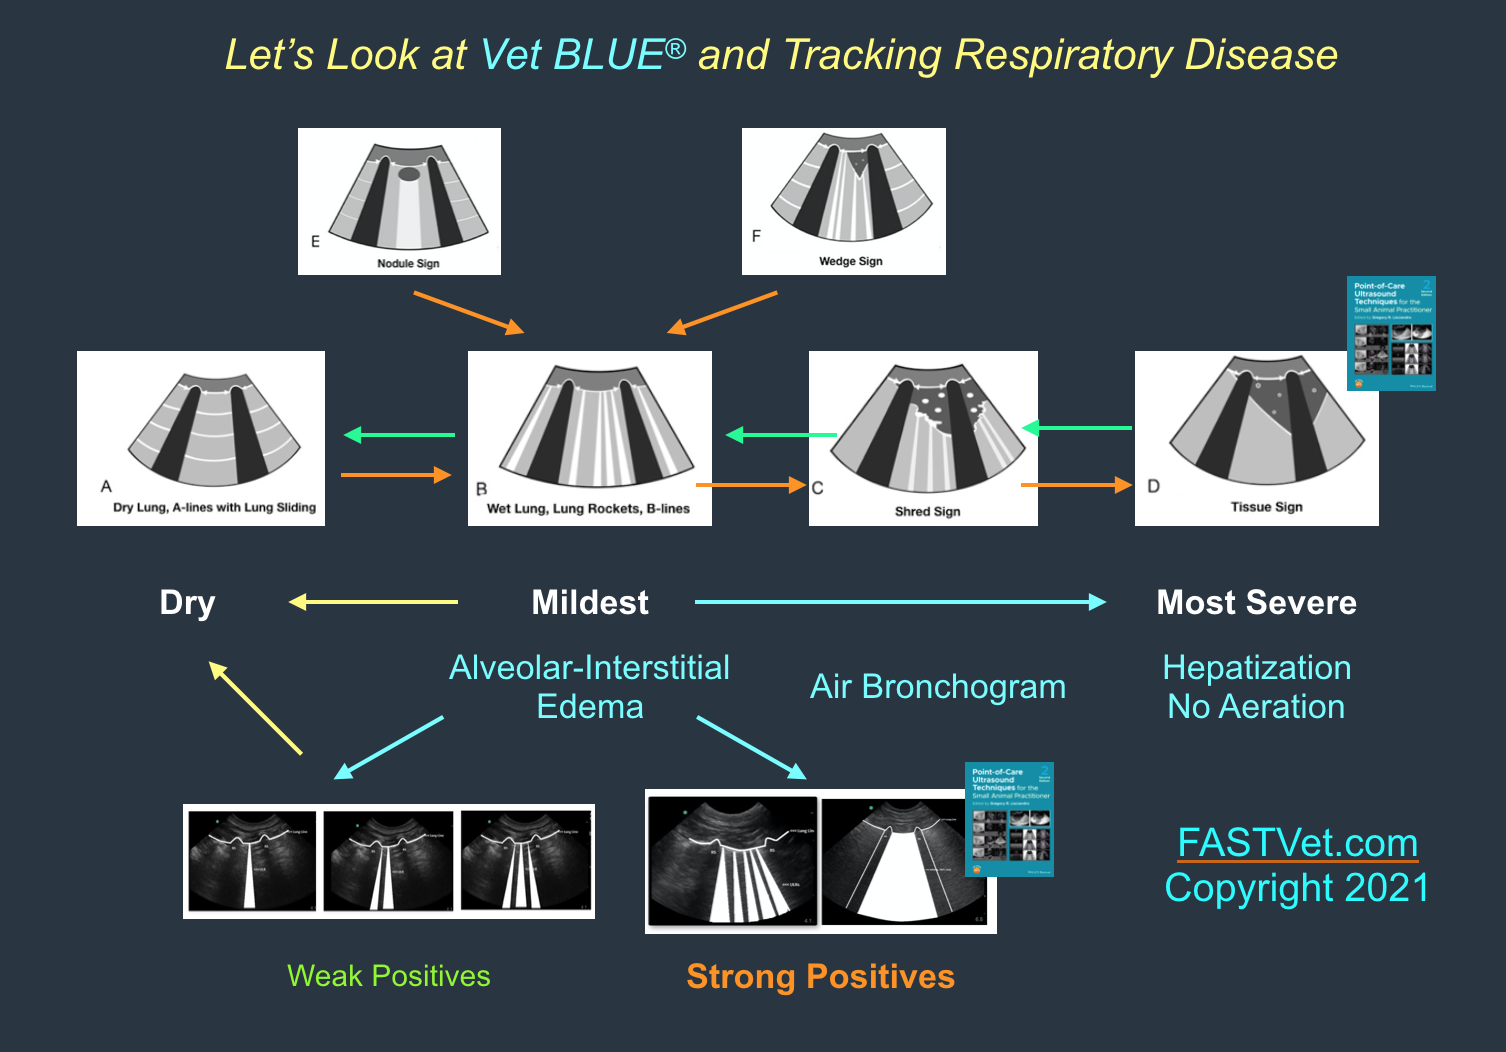 Let’s Look at Vet BLUE® and Tracking Respiratory Disease
E
Nodule Sign
F
Wedge Sign
Point-of-Care
Ultrasound
Techniques for the
Small Animal Practitioner
2
A
Dry Lung, A-lines with Lung Sliding
B
Wet Lung, Lung Rockets, B-lines
C
Shred Sign
D
Tissue Sign
Dry
Mildest
Most Severe
Alveolar-Interstitial
Edema
Air Bronchogram
Hepatization
No Aeration
Point-of-Care
Ultrasound
Techniques for the
Small Animal Practitioner
2
FASTVet.com
Copyright 2021
Weak Positives
Strong Positives